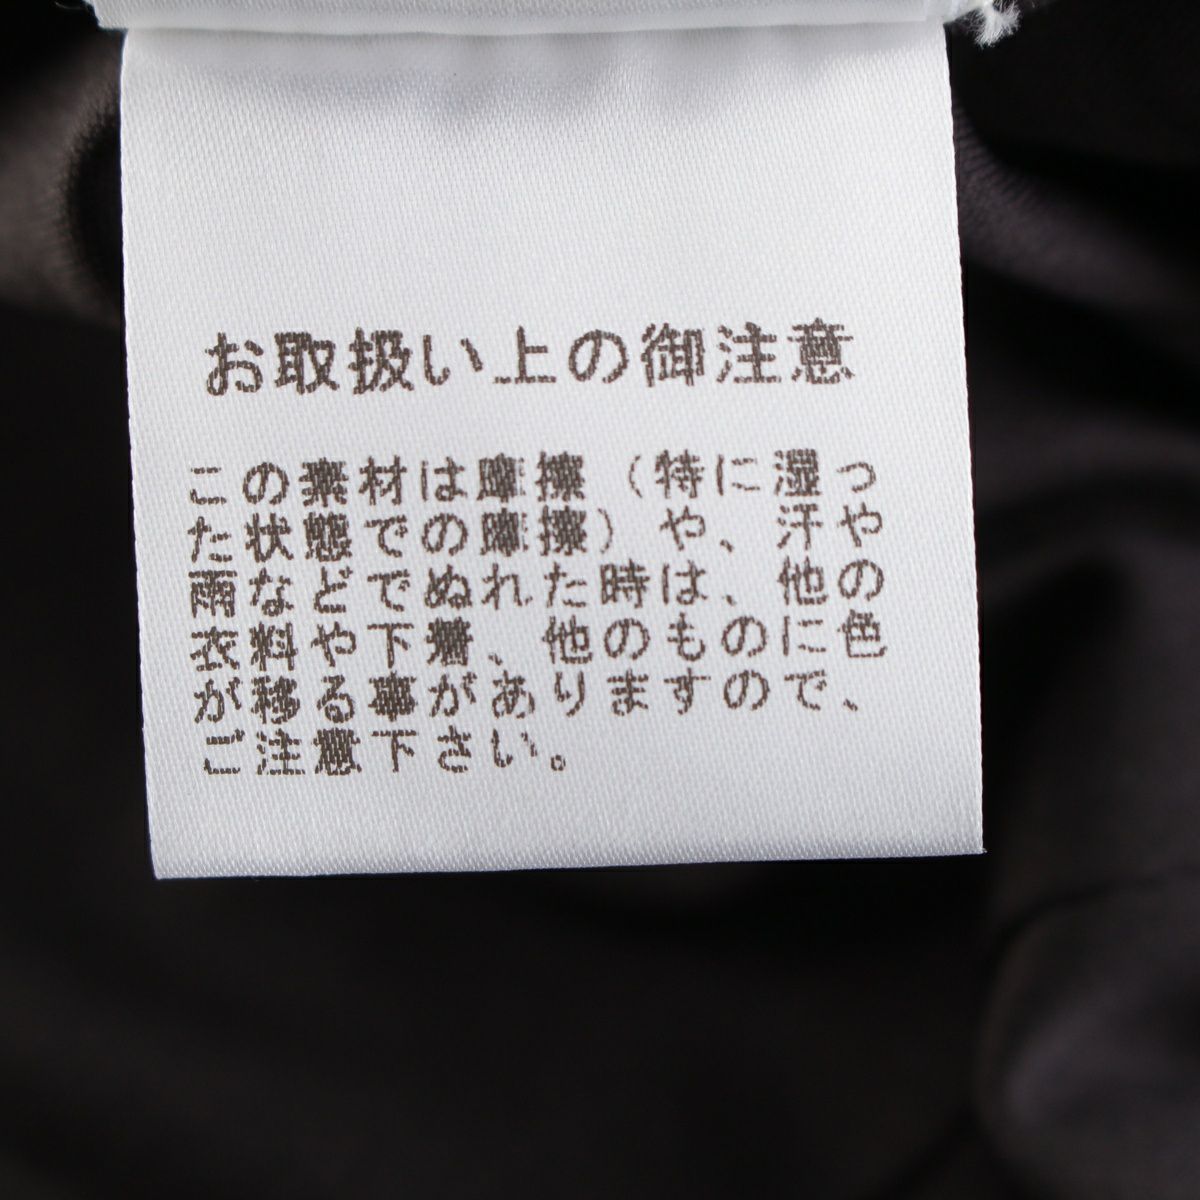 お取扱い上の御注意
この素材は摩擦（特に湿っ
た状態での摩擦）や、汗や
雨などでぬれた時は、他の
衣料や下着、他のものに色
が移る事がありますので、
ご注意下さい。